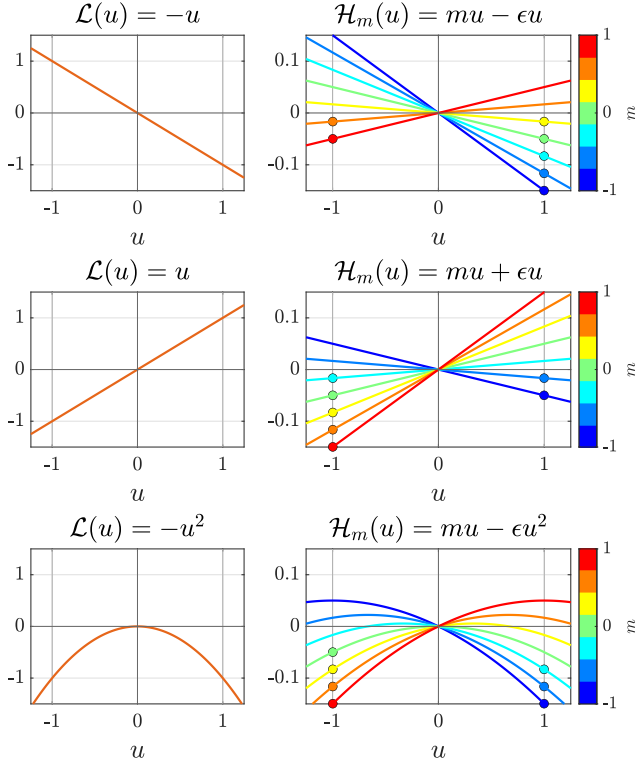 L(u) = −u
H_m(u) = mu − ϵu
1
0
-1
-1 0 1
u
0.1
0
-0.1
-1 0 1
u
1
-1
m
L(u) = u
H_m(u) = mu + ϵu
1
0
-1
-1 0 1
u
0.1
0
-0.1
-1 0 1
u
1
-1
m
L(u) = −u²
H_m(u) = mu − ϵu²
1
0
-1
-1 0 1
u
0.1
0
-0.1
-1 0 1
u
1
-1
m